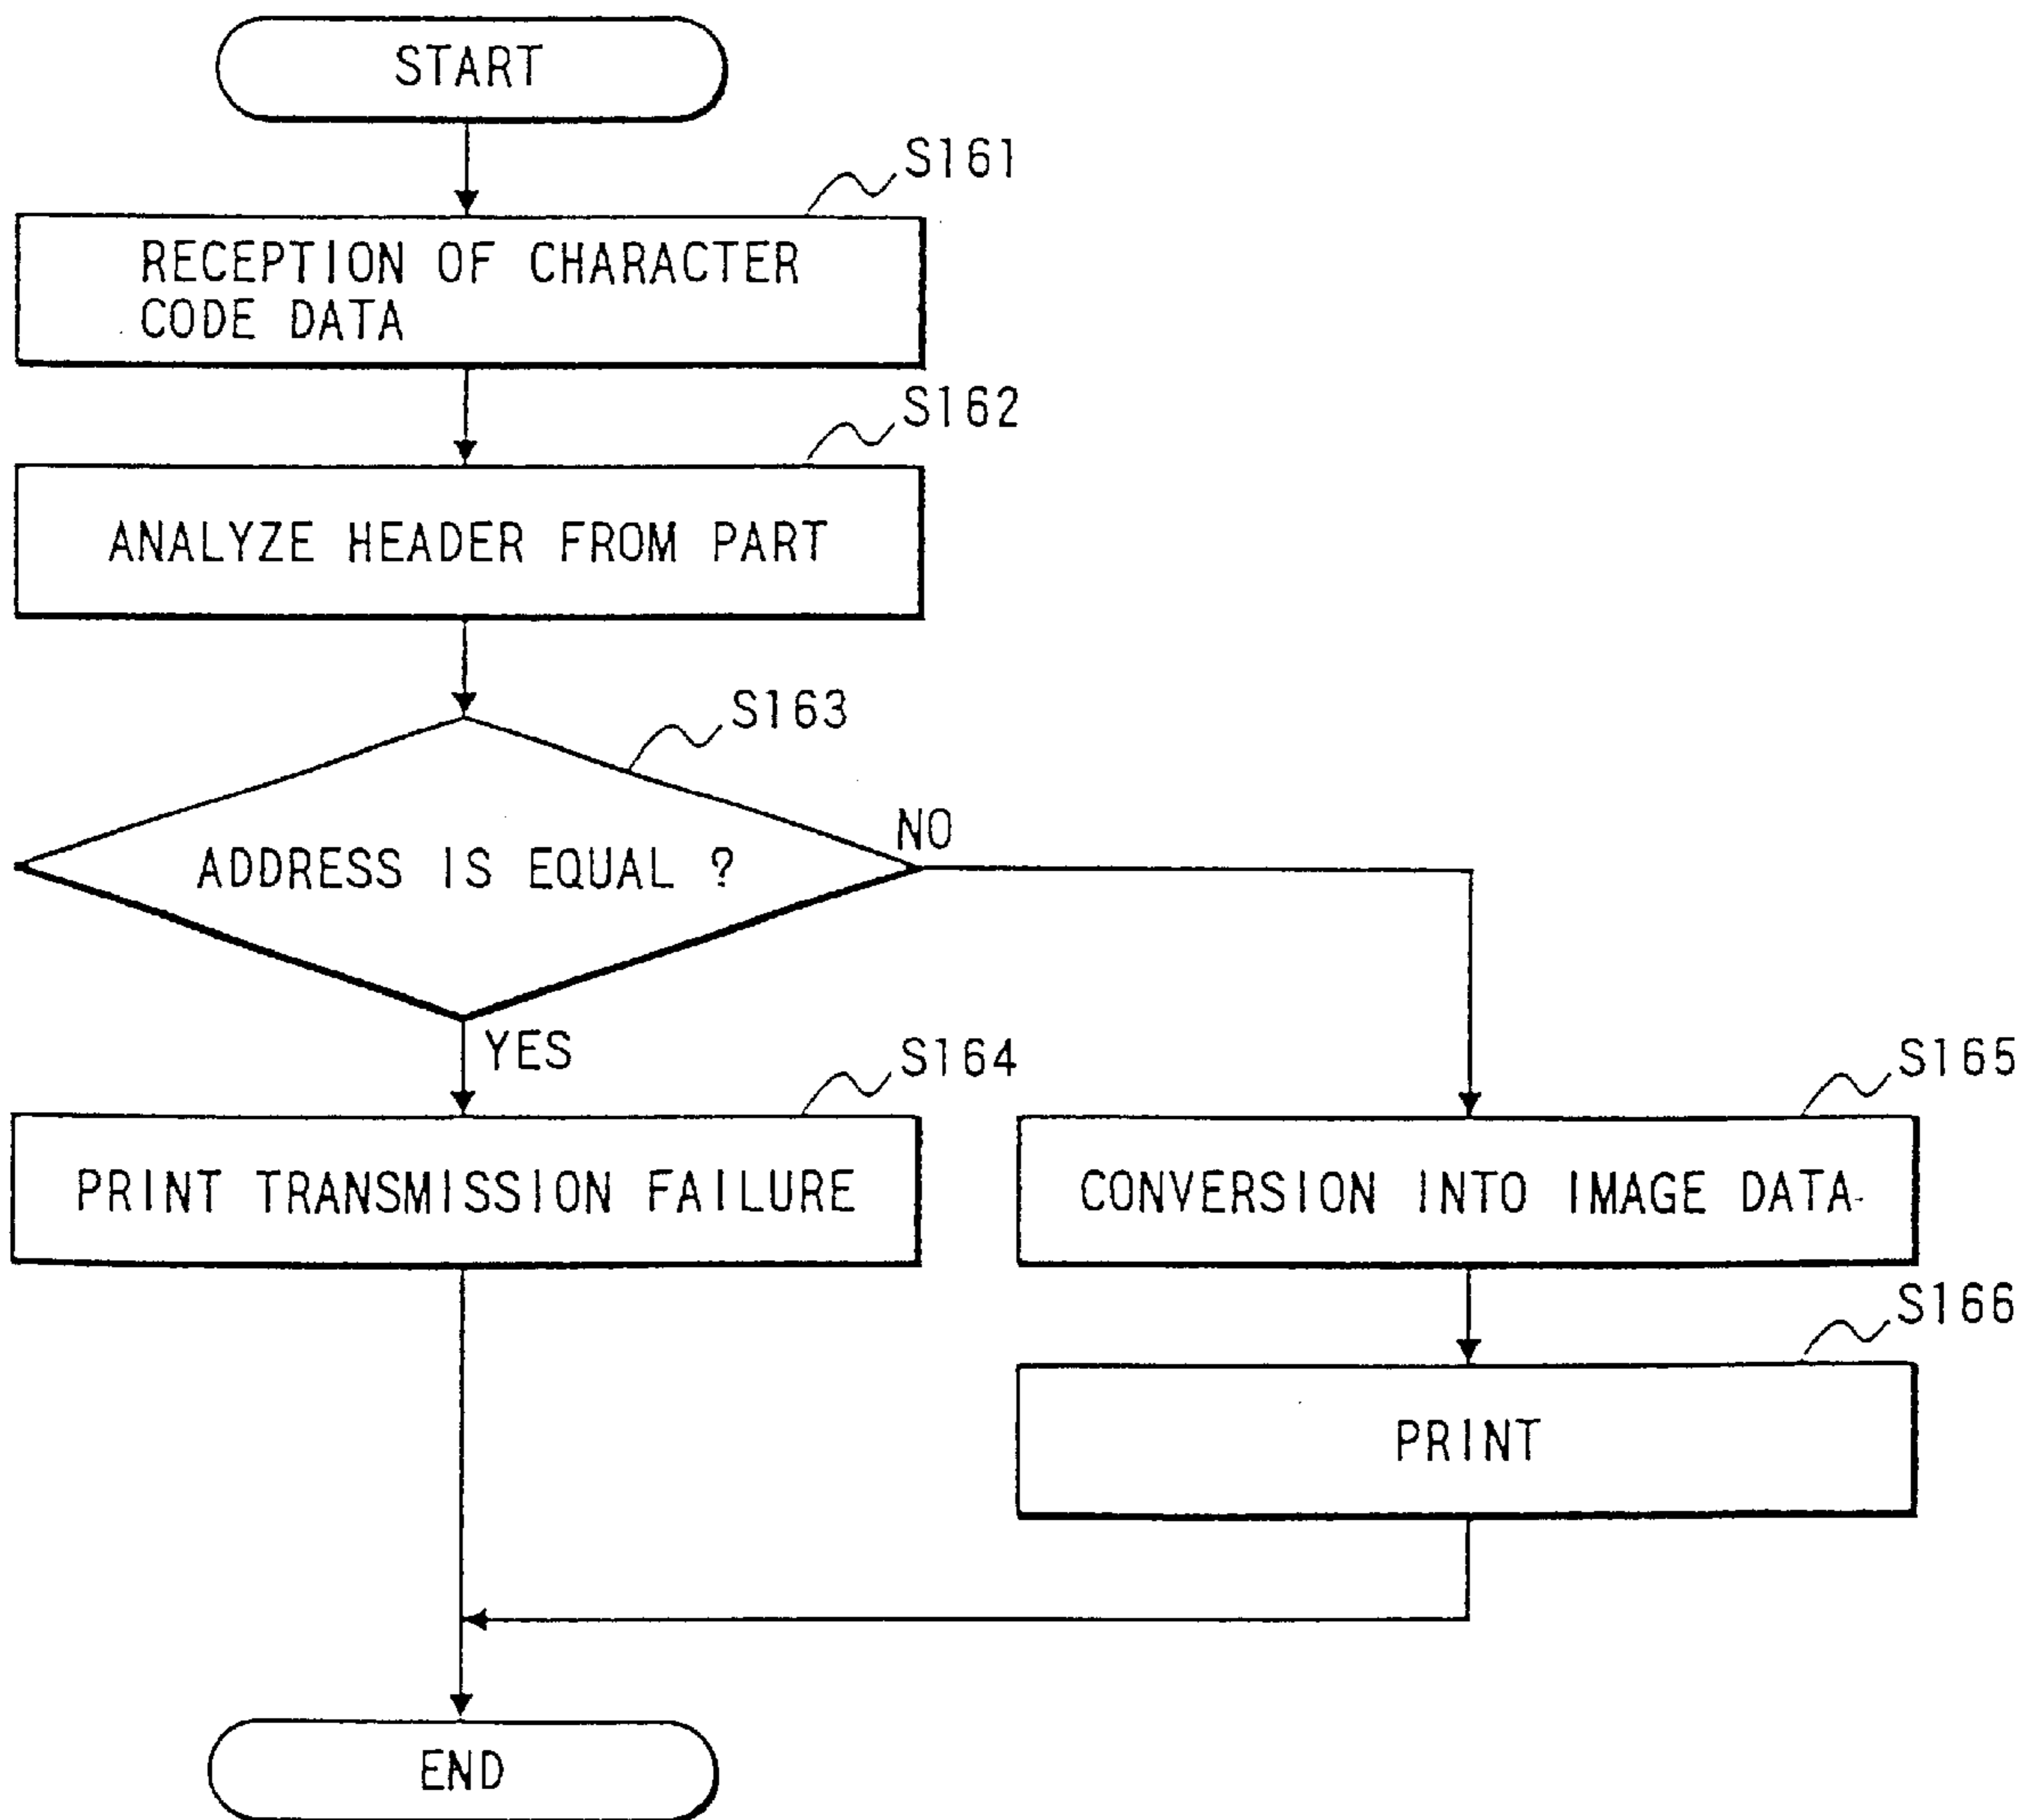 START
S161
RECEPTION OF CHARACTER
CODE DATA
S162
ANALYZE HEADER FROM PART
S163
ADDRESS IS EQUAL ?
NO
YES
S164
PRINT TRANSMISSION FAILURE
S165
CONVERSION INTO IMAGE DATA
S166
PRINT
END